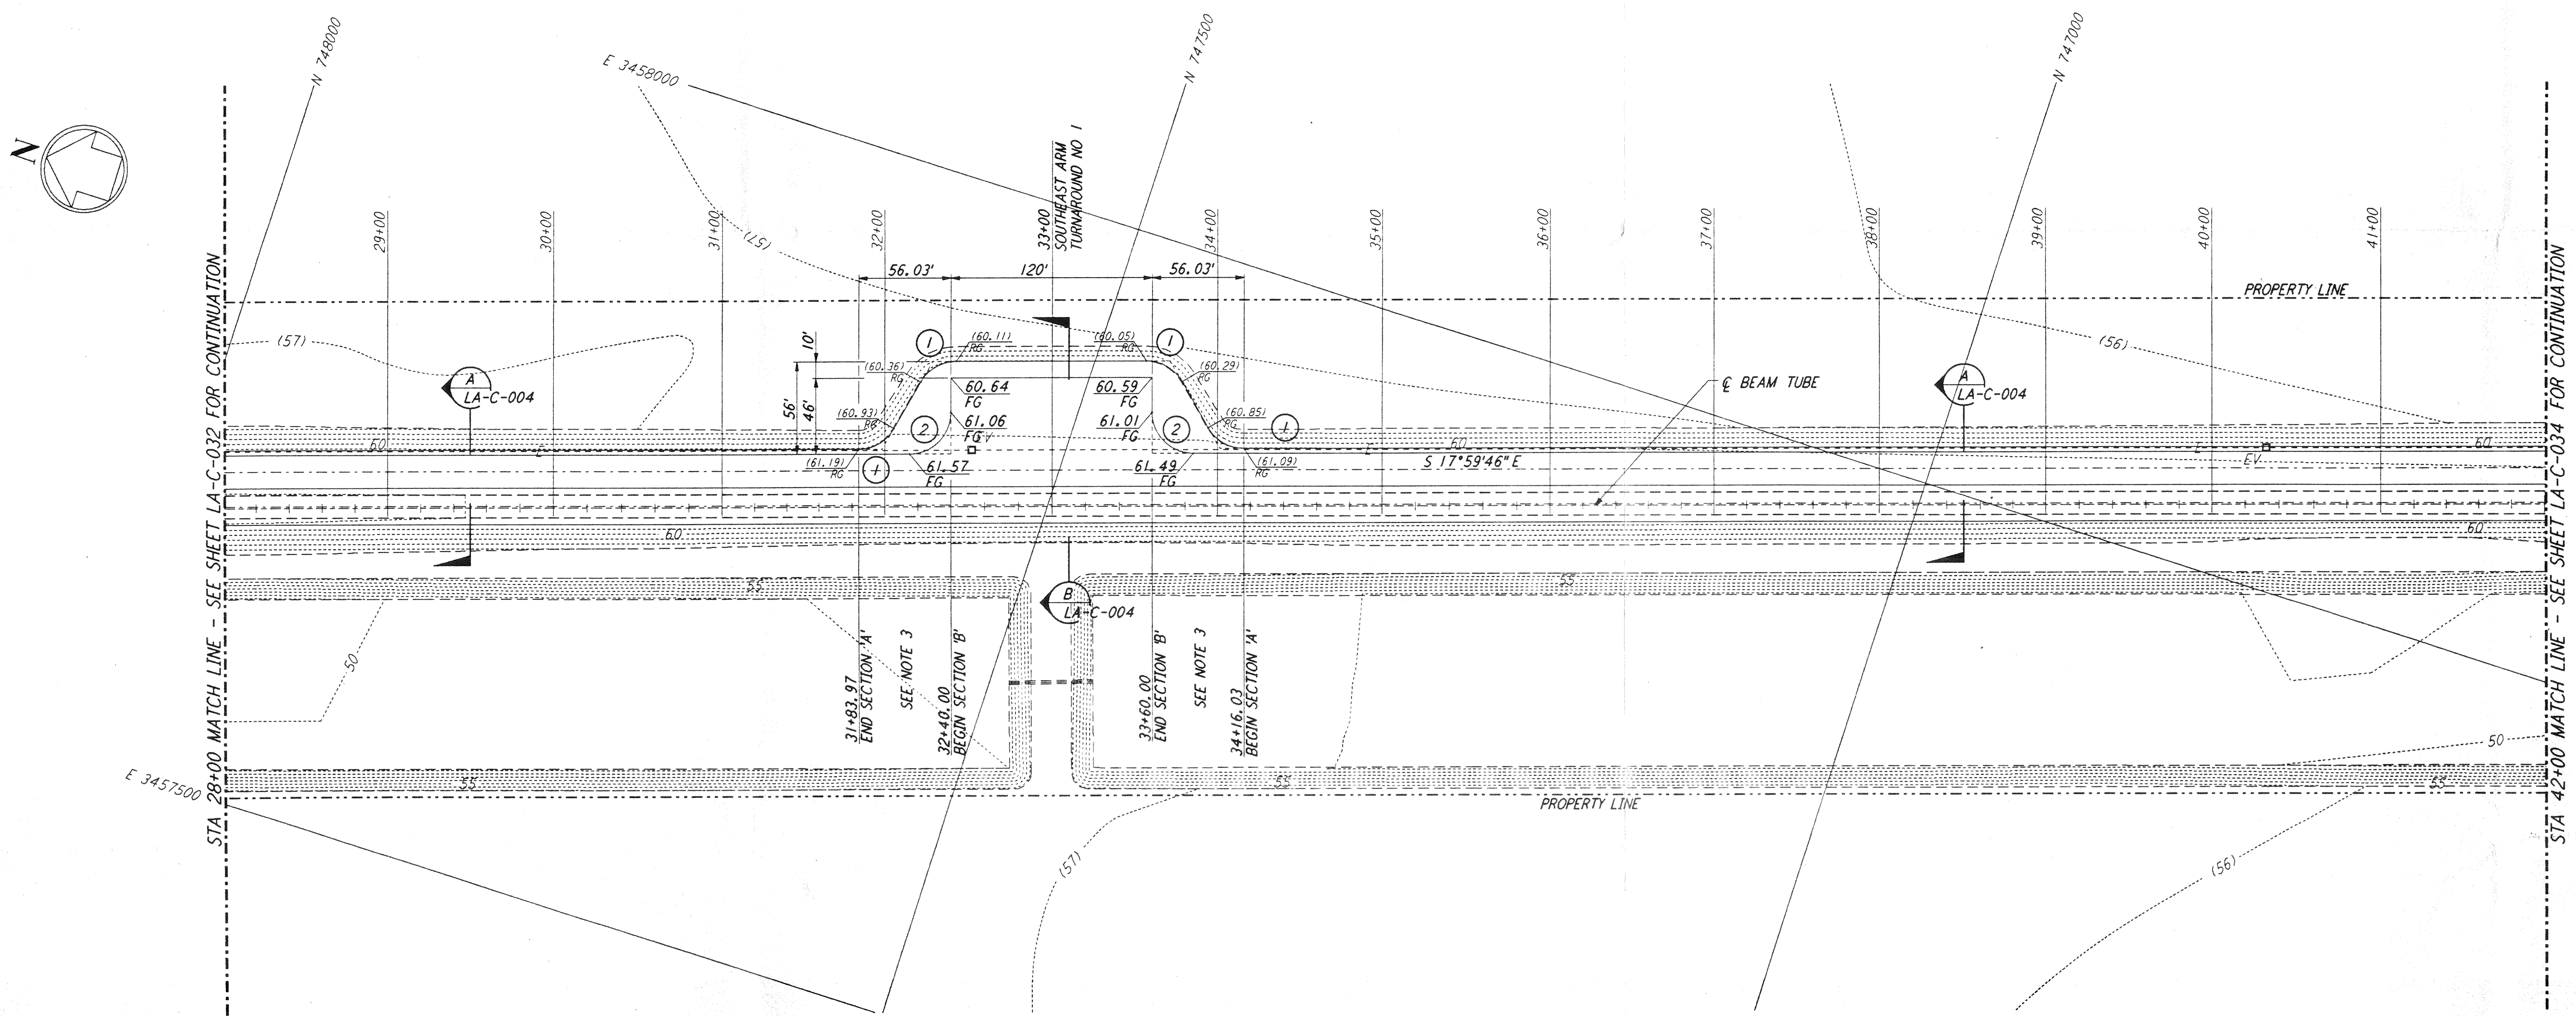 N
N 748000
E 3458000
N 747500
N 747000
STA 28+00 MATCH LINE - SEE SHEET LA-C-032 FOR CONTINUATION
29+00
30+00
31+00
32+00
33+00
SOUTHEAST ARM
TURNAROUND NO 1
34+00
35+00
36+00
37+00
38+00
39+00
40+00
41+00
STA 42+00 MATCH LINE - SEE SHEET LA-C-034 FOR CONTINUATION
(57)
56.03'
120'
56.03'
PROPERTY LINE
(57)
(56)
10'
56'
46'
1
(60.11)
RG
(60.05)
RG
1
(60.36)
RG
(60.29)
RG
60.64
FG
60.59
FG
(60.93)
RG
(60.85)
RG
2
61.06
FG
EV
61.01
FG
2
1
(61.19)
RG
1
61.57
FG
61.49
FG
(61.09)
RG
A
LA-C-004
A
LA-C-004
℄ BEAM TUBE
60
E
E
60
S 17°59'46" E
E
EV
60
60
60
55
55
B
LA-C-004
50
31+83.97
END SECTION 'A'
SEE NOTE 3
32+40.00
BEGIN SECTION 'B'
33+60.00
END SECTION 'B'
SEE NOTE 3
34+16.03
BEGIN SECTION 'A'
50
E 3457500
55
55
55
PROPERTY LINE
(57)
(56)